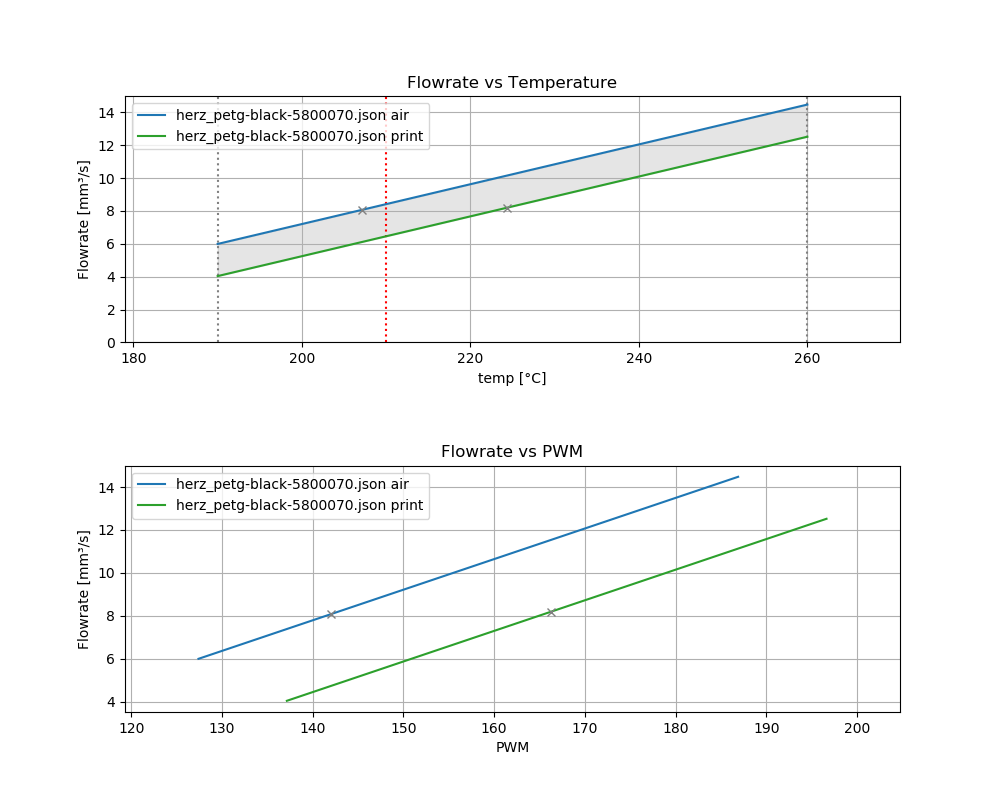 Flowrate vs Temperature
herz_petg-black-5800070.json air
herz_petg-black-5800070.json print
Flowrate [mm³/s]
14
12
10
8
6
4
2
0
180 200 220 240 260
temp [°C]
Flowrate vs PWM
herz_petg-black-5800070.json air
herz_petg-black-5800070.json print
Flowrate [mm³/s]
14
12
10
8
6
4
120 130 140 150 160 170 180 190 200
PWM